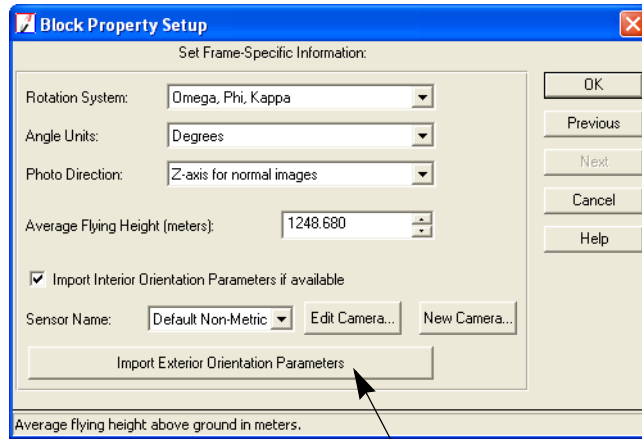 Block Property Setup
Set Frame-Specific Information:
Rotation System: Omega, Phi, Kappa
Angle Units: Degrees
Photo Direction: Z-axis for normal images
Average Flying Height (meters): 1248.680
Import Interior Orientation Parameters if available
Sensor Name: Default Non-Metric Edit Camera... New Camera...
Import Exterior Orientation Parameters
OK
Previous
Next
Cancel
Help
Average flying height above ground in meters.